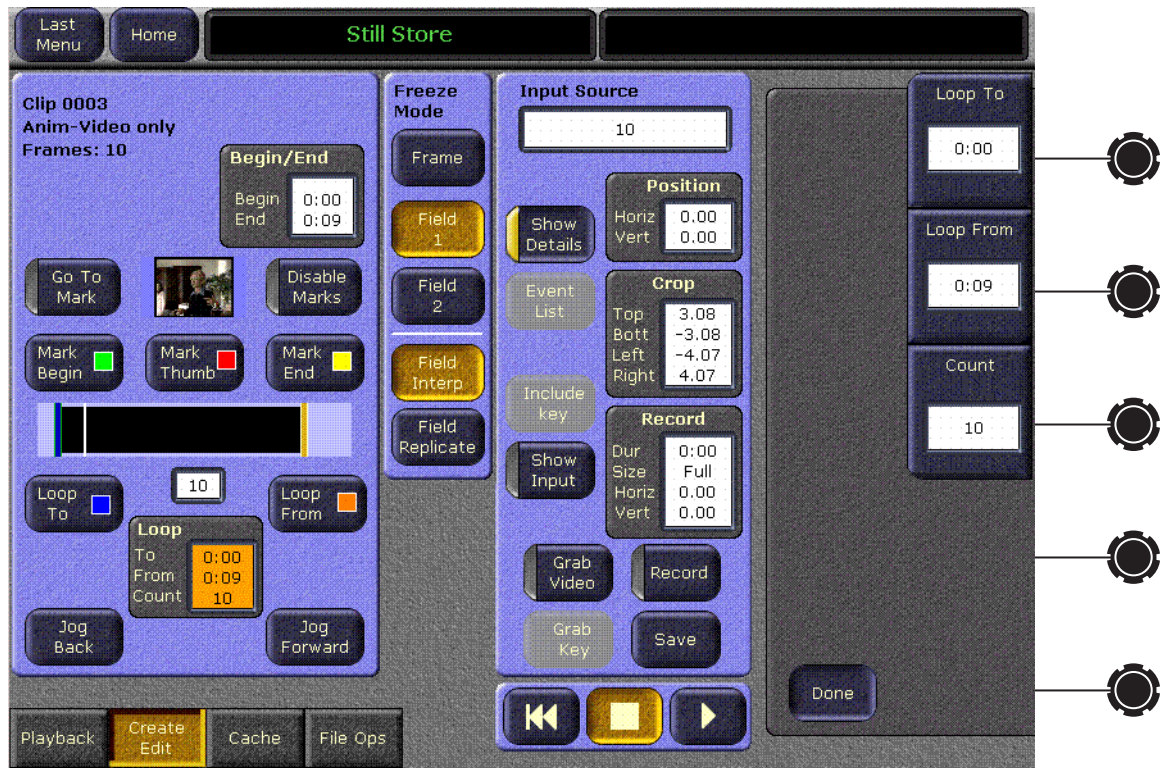 Last
Menu
Home
Still Store
Clip 0003
Anim-Video only
Frames: 10
Begin/End
Begin 0:00
End 0:09
Go To
Mark
Disable
Marks
Mark
Begin
Mark
Thumb
Mark
End
10
Loop
To
Loop
From
Loop
To 0:00
From 0:09
Count 10
Jog
Back
Jog
Forward
Freeze
Mode
Frame
Field
1
Field
2
Field
Interp
Field
Replicate
Input Source
10
Position
Horiz 0.00
Vert 0.00
Show
Details
Event
List
Crop
Top 3.08
Bott -3.08
Left -4.07
Right 4.07
Include
key
Show
Input
Record
Dur 0:00
Size Full
Horiz 0.00
Vert 0.00
Grab
Video
Record
Grab
Key
Save
Loop To
0:00
Loop From
0:09
Count
10
Done
Playback
Create
Edit
Cache
File Ops